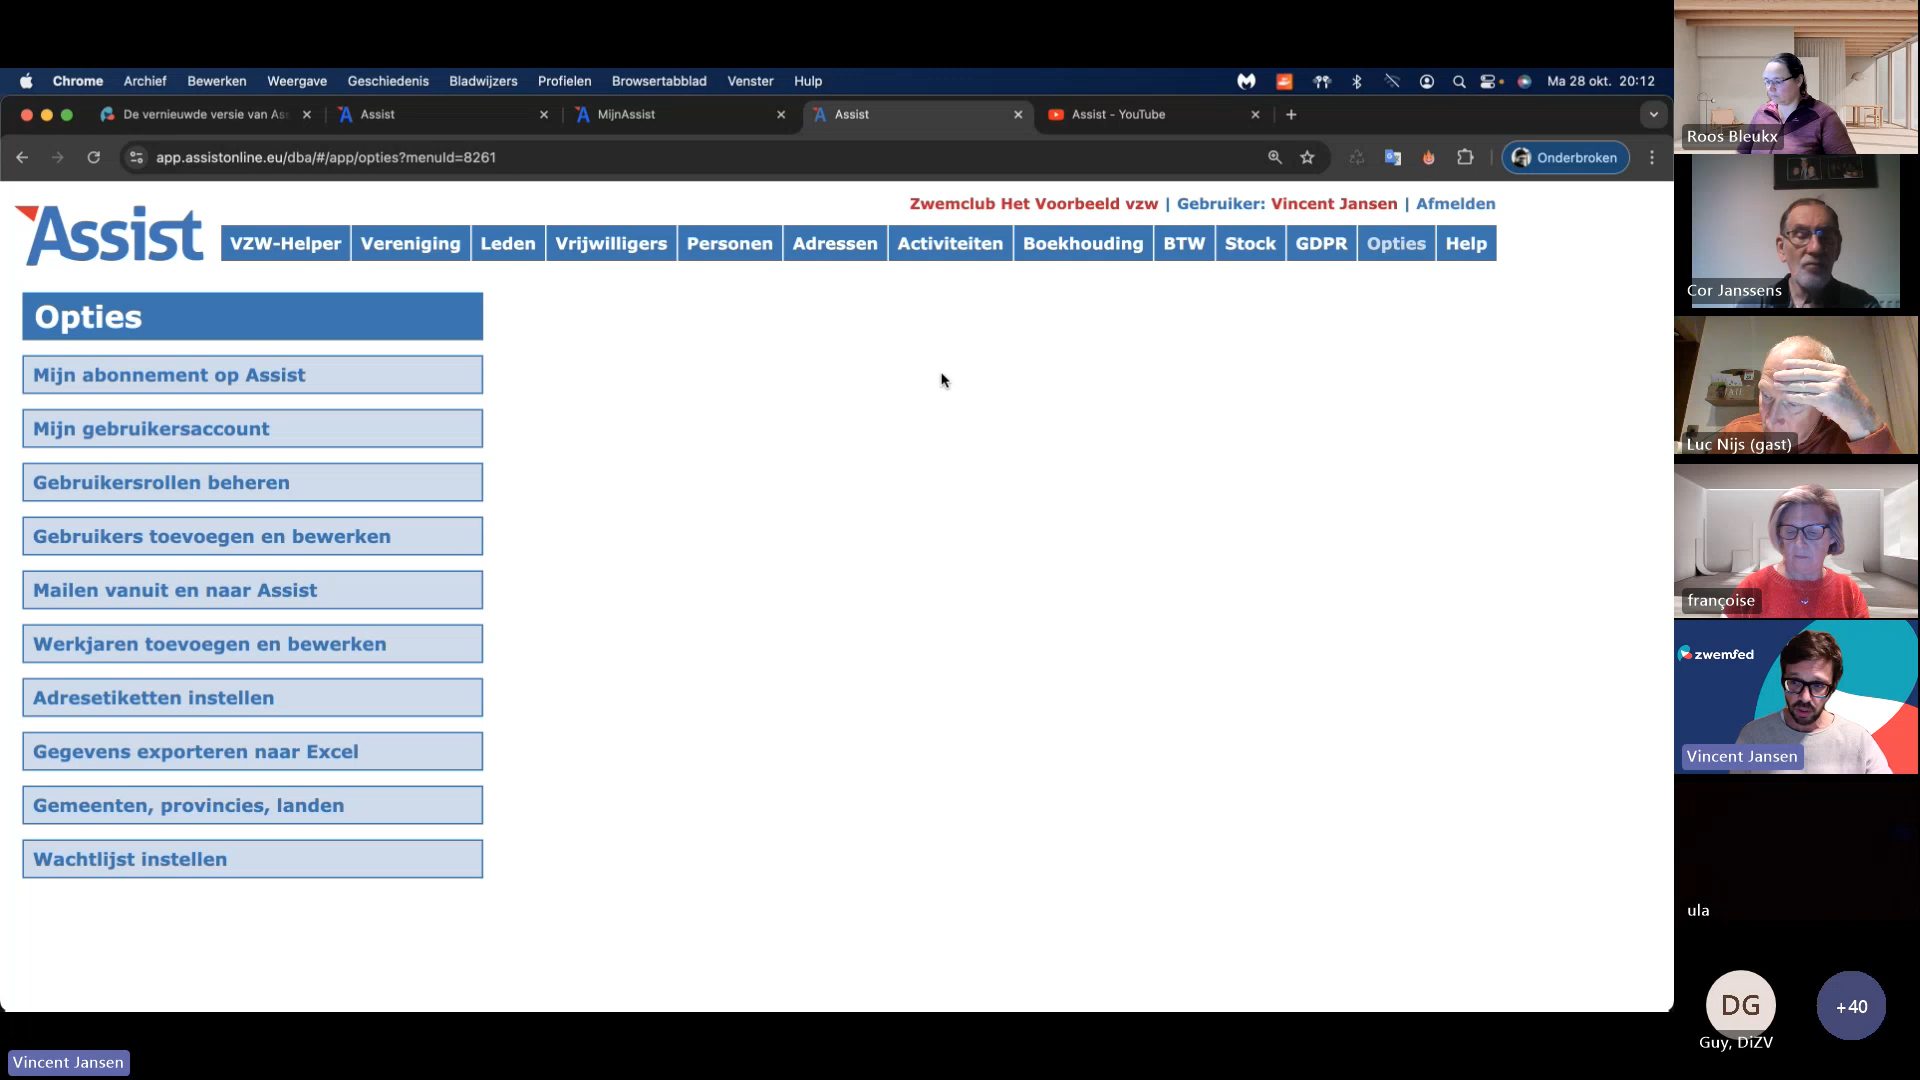 Chrome Archief Bewerken Weergave Geschiedenis Bladwijzers Profielen Browsertabblad Venster Hulp Ma 28 okt. 20:12
De vernieuwde versie van As Assist MijnAssist Assist Assist - YouTube
app.assistonline.eu/dba/#/app/opties?menuId=8261 Onderbroken
Zwemclub Het Voorbeeld vzw | Gebruiker: Vincent Jansen | Afmelden
Assist
VZW-Helper Vereniging Leden Vrijwilligers Personen Adressen Activiteiten Boekhouding BTW Stock GDPR Opties Help
Opties
Mijn abonnement op Assist
Mijn gebruikersaccount
Gebruikersrollen beheren
Gebruikers toevoegen en bewerken
Mailen vanuit en naar Assist
Werkjaren toevoegen en bewerken
Adresetiketten instellen
Gegevens exporteren naar Excel
Gemeenten, provincies, landen
Wachtlijst instellen
Roos Bleukx
Cor Janssens
Luc Nijs (gast)
françoise
zwemfed
Vincent Jansen
ula
DG
+40
Guy, DiZV
Vincent Jansen